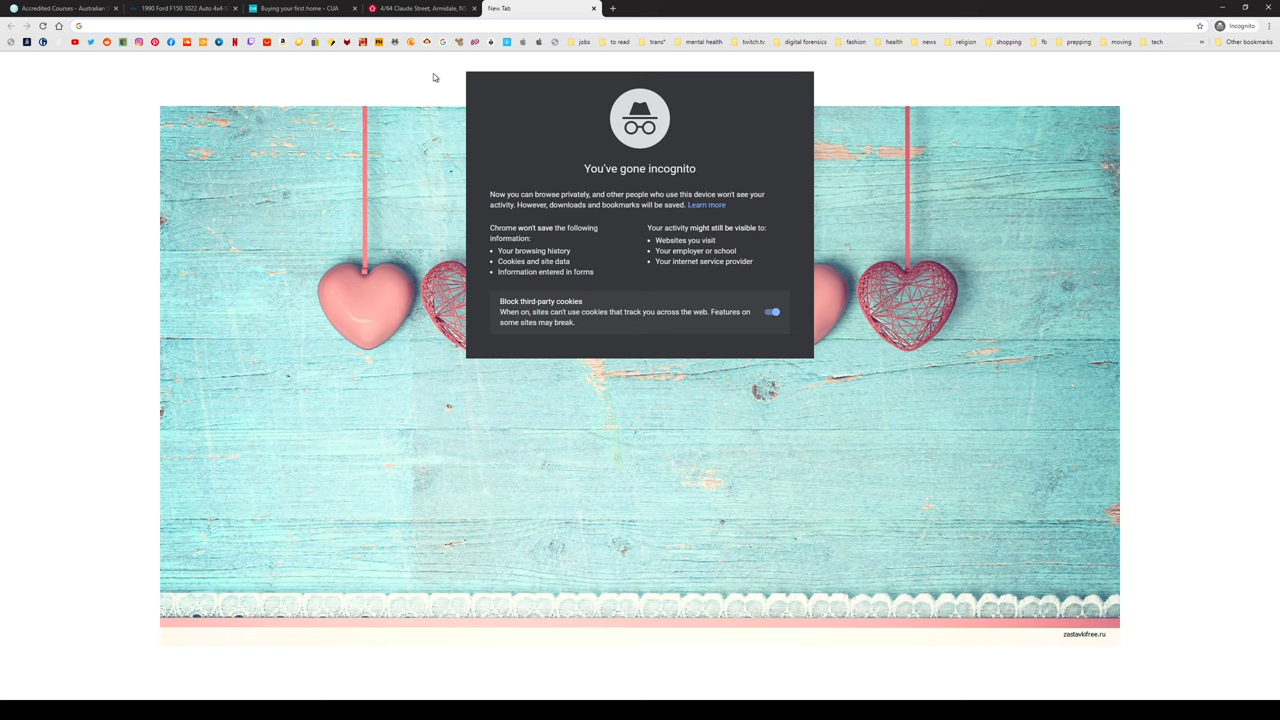 Accredited Courses - Australian
1990 Ford F150 1022 Auto 4x4-
Buying your first home - CUA
4/64 Claude Street, Armidale, NS
New Tab
Incognito
jobs
to read
trans*
mental health
twitch.tv
digital forensics
fashion
health
news
religion
shopping
fb
prepping
moving
tech
»
Other bookmarks
You've gone incognito
Now you can browse privately, and other people who use this device won't see your
activity. However, downloads and bookmarks will be saved. Learn more
Chrome won't save the following
information:
• Your browsing history
• Cookies and site data
• Information entered in forms
Your activity might still be visible to:
• Websites you visit
• Your employer or school
• Your internet service provider
Block third-party cookies
When on, sites can't use cookies that track you across the web. Features on
some sites may break.
zastavkifree.ru